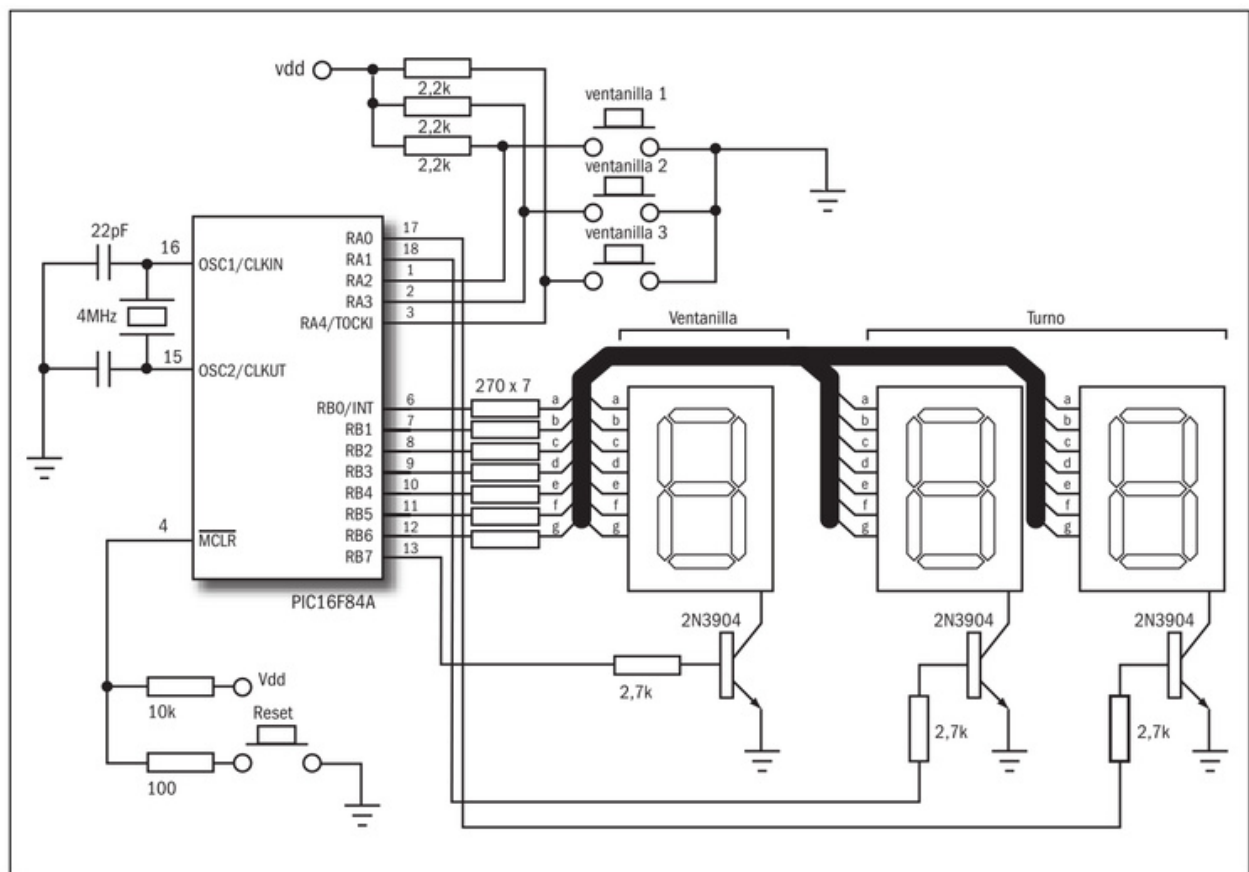 vdd
2,2k
2,2k
2,2k
ventanilla 1
ventanilla 2
ventanilla 3
22pF
16
4MHz
15
OSC1/CLKIN
OSC2/CLKUT
4
MCLR
RA0
RA1
RA2
RA3
RA4/TOCKI
RB0/INT
RB1
RB2
RB3
RB4
RB5
RB6
RB7
17
18
1
2
3
6
7
8
9
10
11
12
13
PIC16F84A
270 x 7
Ventanilla
Turno
a
b
c
d
e
f
g
a
b
c
d
e
f
g
a
b
c
d
e
f
g
a
b
c
d
e
f
g
2N3904
2N3904
2N3904
2,7k
2,7k
2,7k
Vdd
10k
Reset
100